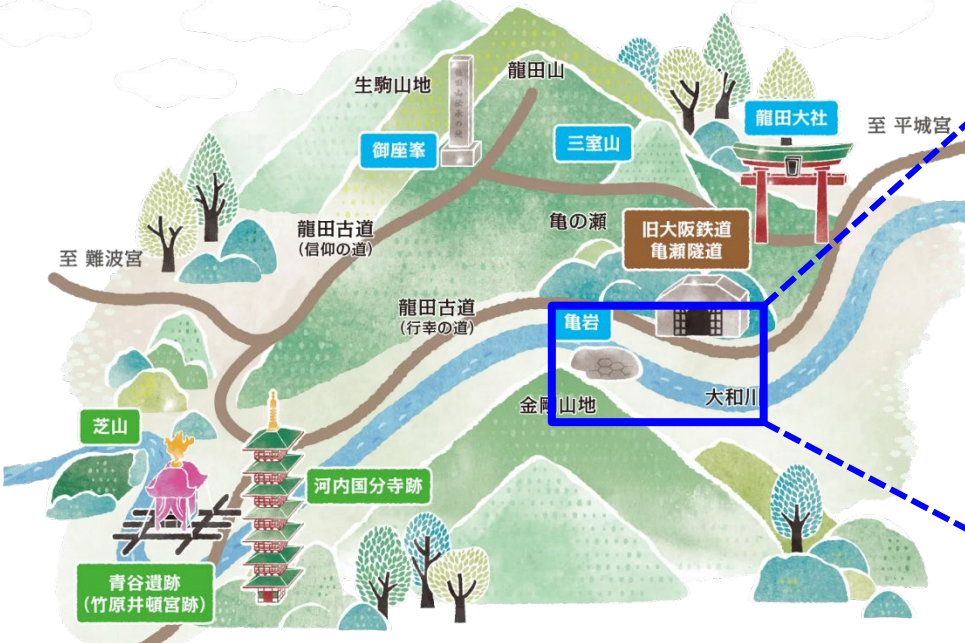 生駒山地
龍田山
御座峯
三室山
龍田大社
至 平城宮
龍田古道
(信仰の道)
亀の瀬
旧大阪鉄道
亀瀬隧道
至 難波宮
龍田古道
(行幸の道)
亀岩
大和川
金剛山地
芝山
河内国分寺跡
青谷遺跡
(竹原井頓宮跡)